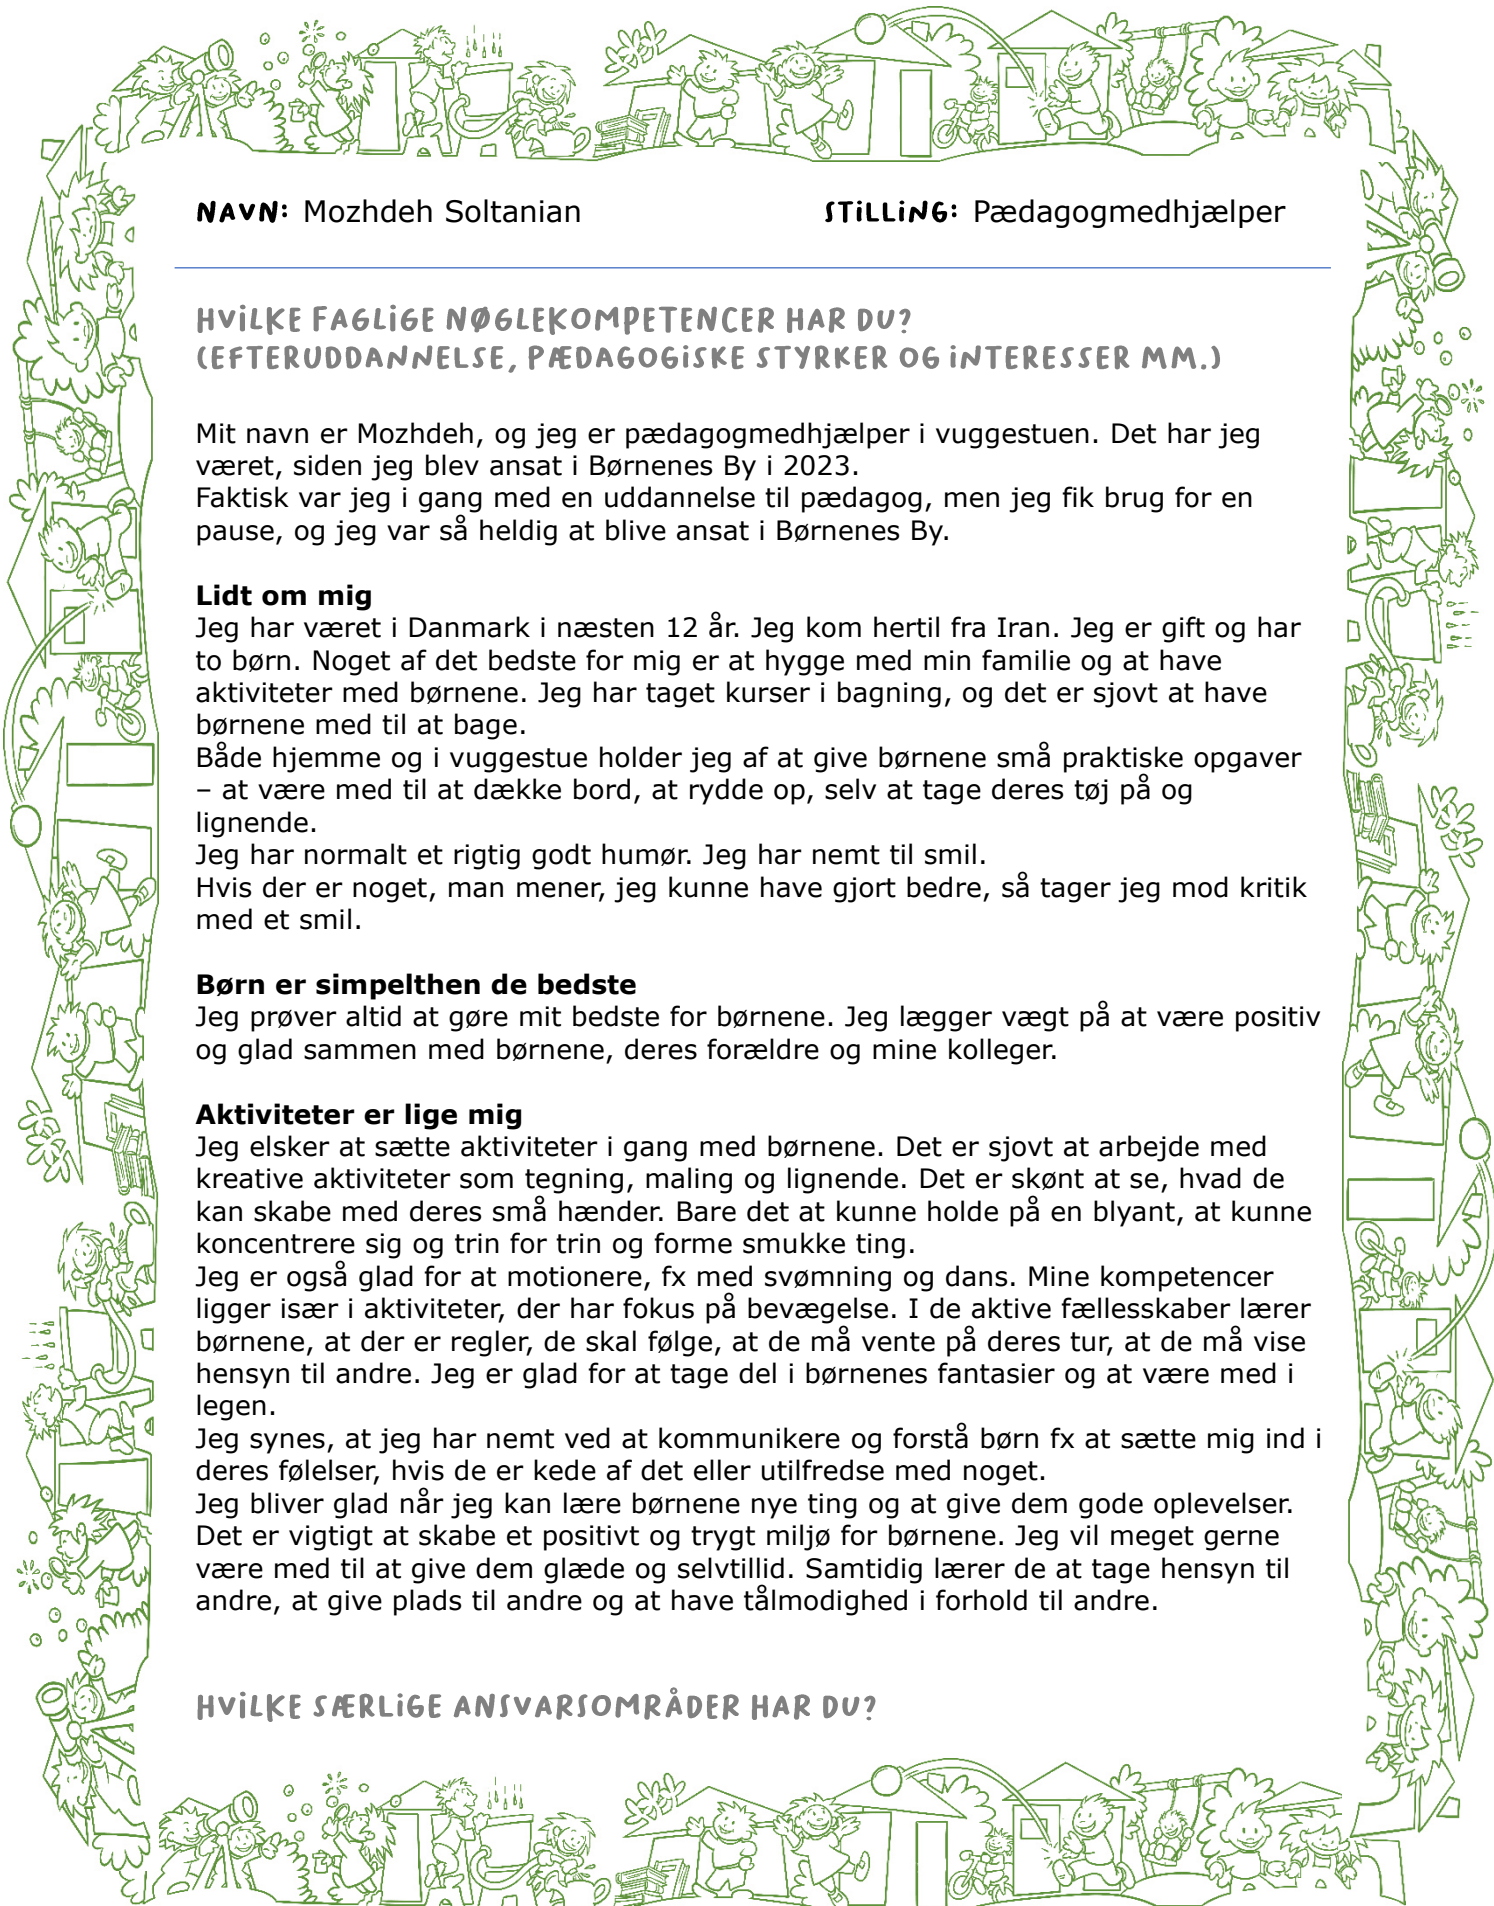 NAVN: Mozhdeh Soltanian STILLING: Pædagogmedhjælper
HVILKE FAGLIGE NØGLEKOMPETENCER HAR DU?
(EFTERUDDANNELSE, PÆDAGOGISKE STYRKER OG INTERESSER MM.)
Mit navn er Mozhdeh, og jeg er pædagogmedhjælper i vuggestuen. Det har jeg
været, siden jeg blev ansat i Børnenes By i 2023.
Faktisk var jeg i gang med en uddannelse til pædagog, men jeg fik brug for en
pause, og jeg var så heldig at blive ansat i Børnenes By.
Lidt om mig
Jeg har været i Danmark i næsten 12 år. Jeg kom hertil fra Iran. Jeg er gift og har
to børn. Noget af det bedste for mig er at hygge med min familie og at have
aktiviteter med børnene. Jeg har taget kurser i bagning, og det er sjovt at have
børnene med til at bage.
Både hjemme og i vuggestue holder jeg af at give børnene små praktiske opgaver
– at være med til at dække bord, at rydde op, selv at tage deres tøj på og
lignende.
Jeg har normalt et rigtig godt humør. Jeg har nemt til smil.
Hvis der er noget, man mener, jeg kunne have gjort bedre, så tager jeg mod kritik
med et smil.
Børn er simpelthen de bedste
Jeg prøver altid at gøre mit bedste for børnene. Jeg lægger vægt på at være positiv
og glad sammen med børnene, deres forældre og mine kolleger.
Aktiviteter er lige mig
Jeg elsker at sætte aktiviteter i gang med børnene. Det er sjovt at arbejde med
kreative aktiviteter som tegning, maling og lignende. Det er skønt at se, hvad de
kan skabe med deres små hænder. Bare det at kunne holde på en blyant, at kunne
koncentrere sig og trin for trin og forme smukke ting.
Jeg er også glad for at motionere, fx med svømning og dans. Mine kompetencer
ligger især i aktiviteter, der har fokus på bevægelse. I de aktive fællesskaber lærer
børnene, at der er regler, de skal følge, at de må vente på deres tur, at de må vise
hensyn til andre. Jeg er glad for at tage del i børnenes fantasier og at være med i
legen.
Jeg synes, at jeg har nemt ved at kommunikere og forstå børn fx at sætte mig ind i
deres følelser, hvis de er kede af det eller utilfredse med noget.
Jeg bliver glad når jeg kan lære børnene nye ting og at give dem gode oplevelser.
Det er vigtigt at skabe et positivt og trygt miljø for børnene. Jeg vil meget gerne
være med til at give dem glæde og selvtillid. Samtidig lærer de at tage hensyn til
andre, at give plads til andre og at have tålmodighed i forhold til andre.
HVILKE SÆRLIGE ANSVARSOMRÅDER HAR DU?